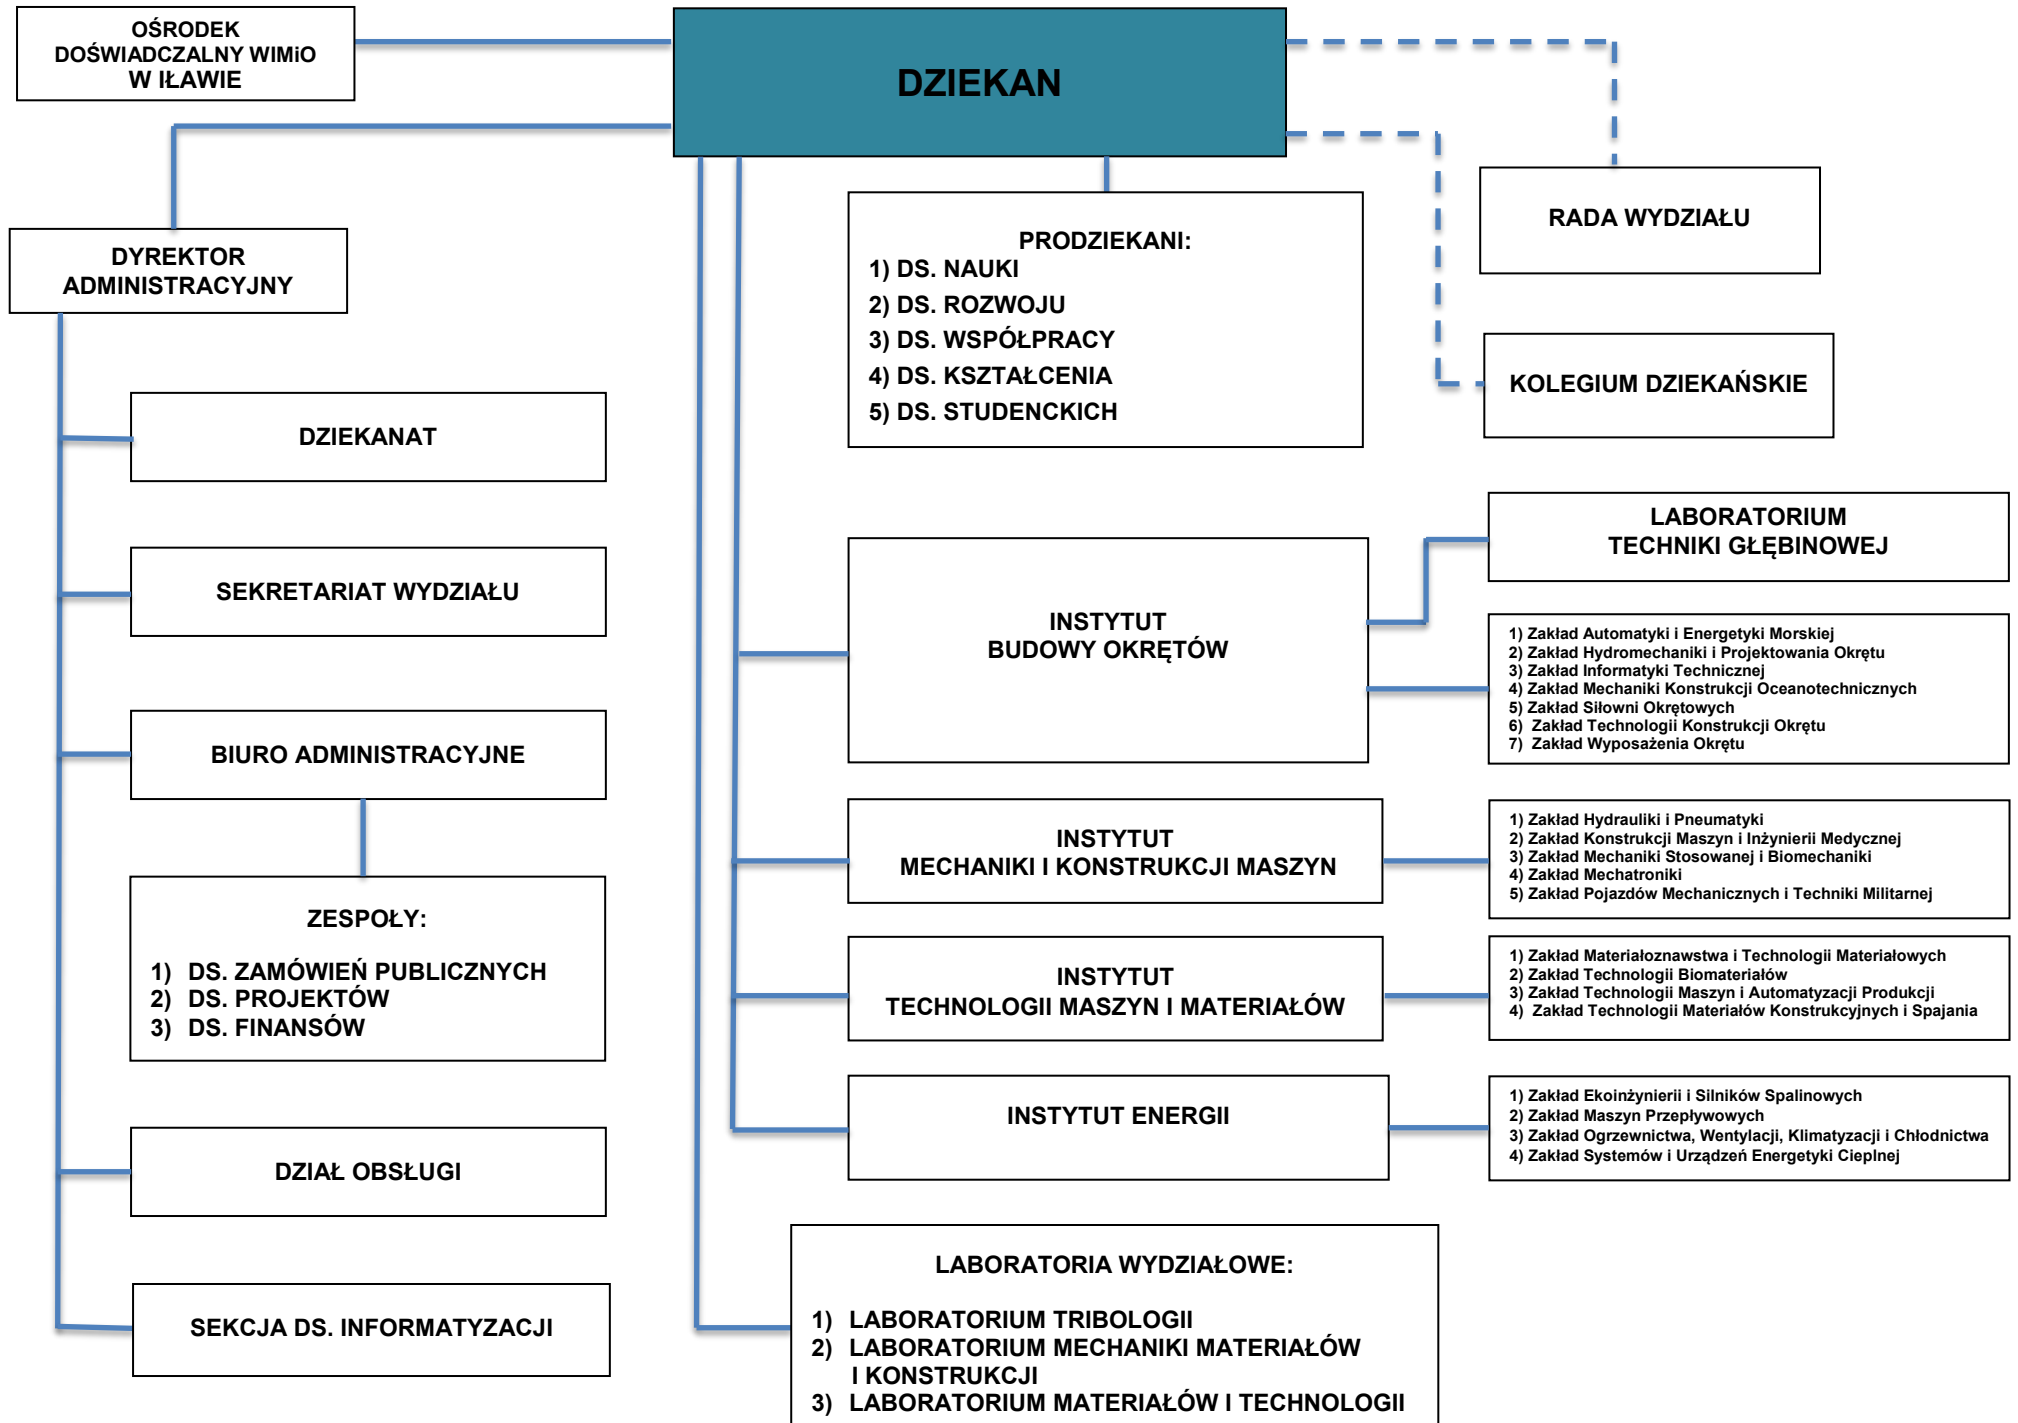 OŚRODEK
DOŚWIADCZALNY WIMiO
W IŁAWIE
DZIEKAN
RADA WYDZIAŁU
DYREKTOR
ADMINISTRACYJNY
PRODZIEKANI:
1) DS. NAUKI
2) DS. ROZWOJU
3) DS. WSPÓŁPRACY
4) DS. KSZTAŁCENIA
5) DS. STUDENCKICH
KOLEGIUM DZIEKAŃSKIE
DZIEKANAT
SEKRETARIAT WYDZIAŁU
BIURO ADMINISTRACYJNE
ZESPOŁY:
1) DS. ZAMÓWIEŃ PUBLICZNYCH
2) DS. PROJEKTÓW
3) DS. FINANSÓW
DZIAŁ OBSŁUGI
SEKCJA DS. INFORMATYZACJI
INSTYTUT
BUDOWY OKRĘTÓW
LABORATORIUM
TECHNIKI GŁĘBINOWEJ
1) Zakład Automatyki i Energetyki Morskiej
2) Zakład Hydromechaniki i Projektowania Okrętu
3) Zakład Informatyki Technicznej
4) Zakład Mechaniki Konstrukcji Oceanotechnicznych
5) Zakład Siłowni Okrętowych
6) Zakład Technologii Konstrukcji Okrętu
7) Zakład Wyposażenia Okrętu
INSTYTUT
MECHANIKI I KONSTRUKCJI MASZYN
1) Zakład Hydrauliki i Pneumatyki
2) Zakład Konstrukcji Maszyn i Inżynierii Medycznej
3) Zakład Mechaniki Stosowanej i Biomechaniki
4) Zakład Mechatroniki
5) Zakład Pojazdów Mechanicznych i Techniki Militarnej
INSTYTUT
TECHNOLOGII MASZYN I MATERIAŁÓW
1) Zakład Materiałoznawstwa i Technologii Materiałowych
2) Zakład Technologii Biomateriałów
3) Zakład Technologii Maszyn i Automatyzacji Produkcji
4) Zakład Technologii Materiałów Konstrukcyjnych i Spajania
INSTYTUT ENERGII
1) Zakład Ekoinżynierii i Silników Spalinowych
2) Zakład Maszyn Przepływowych
3) Zakład Ogrzewnictwa, Wentylacji, Klimatyzacji i Chłodnictwa
4) Zakład Systemów i Urządzeń Energetyki Cieplnej
LABORATORIA WYDZIAŁOWE:
1) LABORATORIUM TRIBOLOGII
2) LABORATORIUM MECHANIKI MATERIAŁÓW
I KONSTRUKCJI
3) LABORATORIUM MATERIAŁÓW I TECHNOLOGII